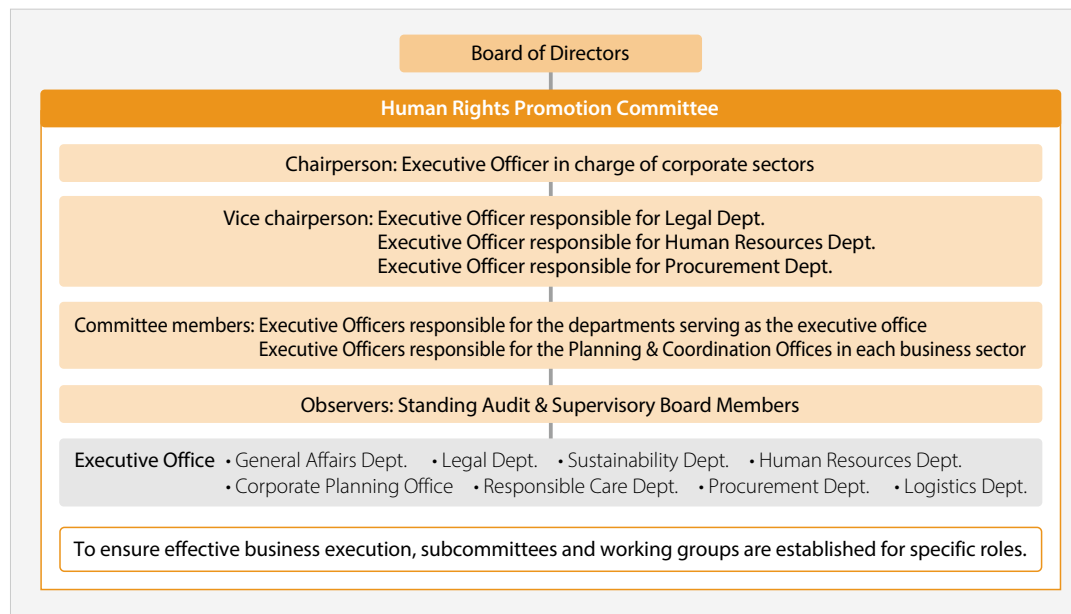 Board of Directors
Human Rights Promotion Committee
Chairperson: Executive Officer in charge of corporate sectors
Vice chairperson: Executive Officer responsible for Legal Dept.
Executive Officer responsible for Human Resources Dept.
Executive Officer responsible for Procurement Dept.
Committee members: Executive Officers responsible for the departments serving as the executive office
Executive Officers responsible for the Planning & Coordination Offices in each business sector
Observers: Standing Audit & Supervisory Board Members
Executive Office • General Affairs Dept. • Legal Dept. • Sustainability Dept. • Human Resources Dept.
• Corporate Planning Office • Responsible Care Dept. • Procurement Dept. • Logistics Dept.
To ensure effective business execution, subcommittees and working groups are established for specific roles.